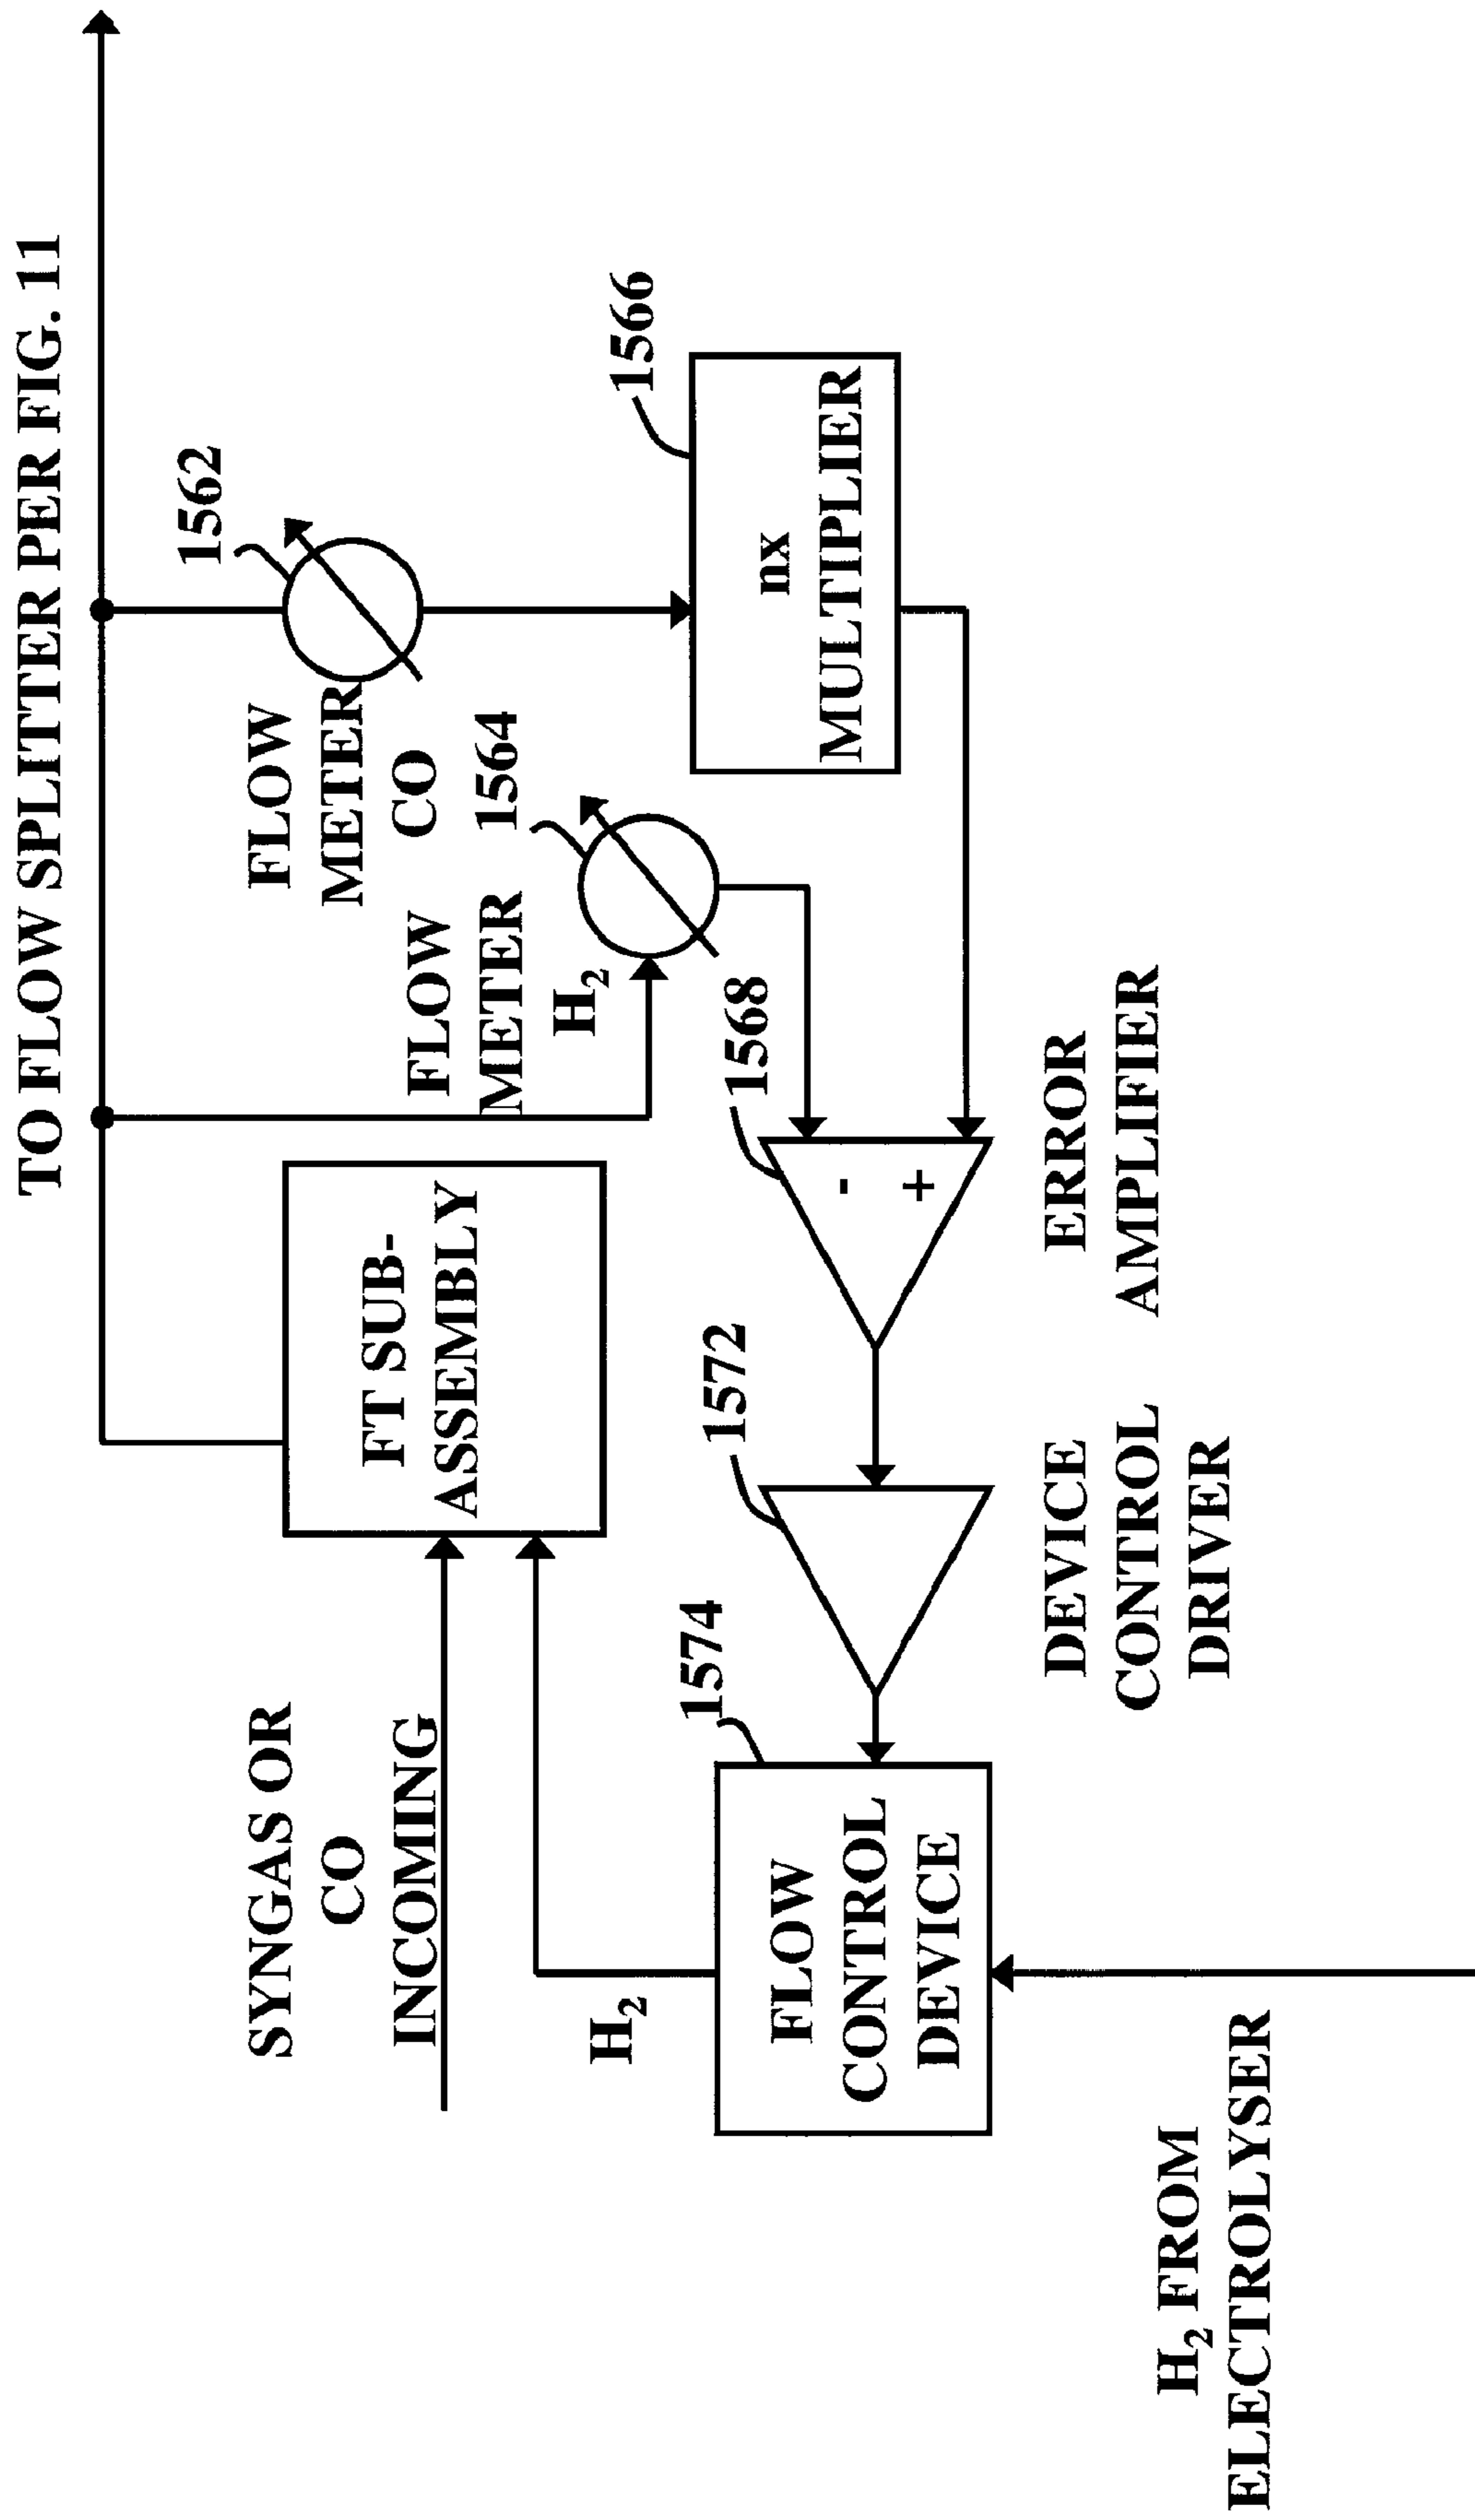 TO FLOW SPLITTER PER FIG. 11
1562
FLOW
METER
CO
1564
FLOW
METER
H₂
1566
nx
MULTIPLIER
FT SUB-
ASSEMBLY
SYNGAS OR
CO
INCOMING
H₂
1568
-
+
ERROR
AMPLIFIER
1572
DEVICE
CONTROL
DRIVER
1574
FLOW
CONTROL
DEVICE
H₂ FROM
ELECTROLYSER